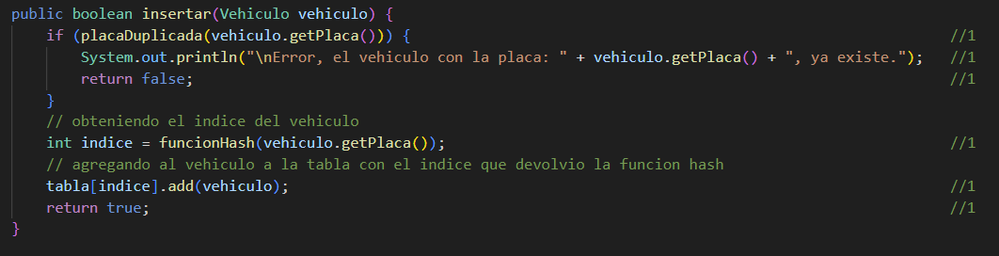 public boolean insertar(Vehiculo vehiculo) {
    if (placaDuplicada(vehiculo.getPlaca())) { //1
        System.out.println("\nError, el vehiculo con la placa: " + vehiculo.getPlaca() + ", ya existe."); //1
        return false; //1
    }
    // obteniendo el indice del vehiculo
    int indice = funcionHash(vehiculo.getPlaca()); //1
    // agregando al vehiculo a la tabla con el indice que devolvio la funcion hash
    tabla[indice].add(vehiculo); //1
    return true; //1
}